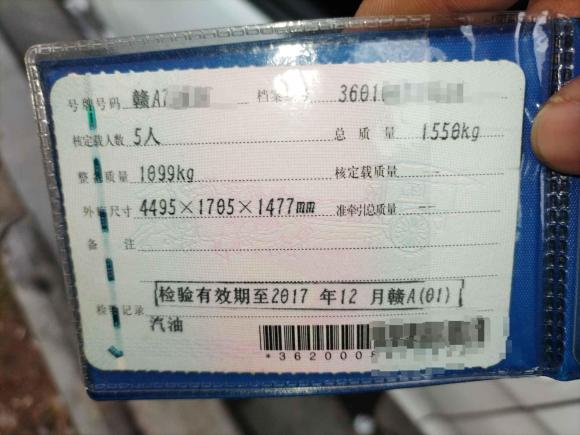 号牌号码 赣A7 档案编号 36010
核定载人数 5人 总质量 1550kg
整备质量 1099kg 核定载质量 --
外廓尺寸 4495×1705×1477mm 准牵引总质量 --
备注
检验有效期至2017 年12 月赣A(01)
检验记录
汽油
*3620008